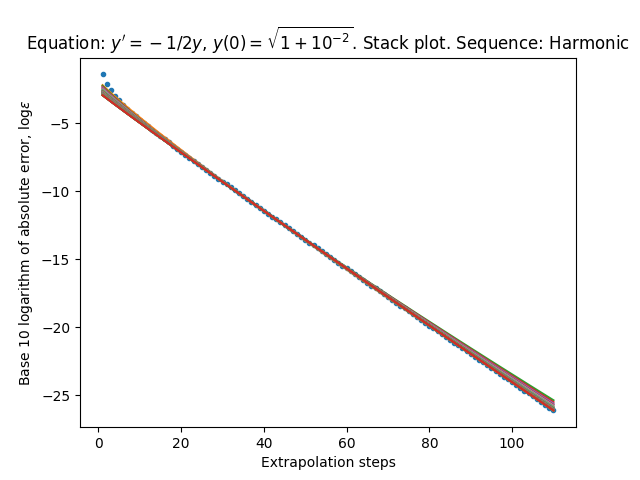 Equation: $y' = -1/2y$, $y(0) = \sqrt{1 + 10^{-2}}$. Stack plot. Sequence: Harmonic
Base 10 logarithm of absolute error, logε
−5
−10
−15
−20
−25
0 20 40 60 80 100
Extrapolation steps